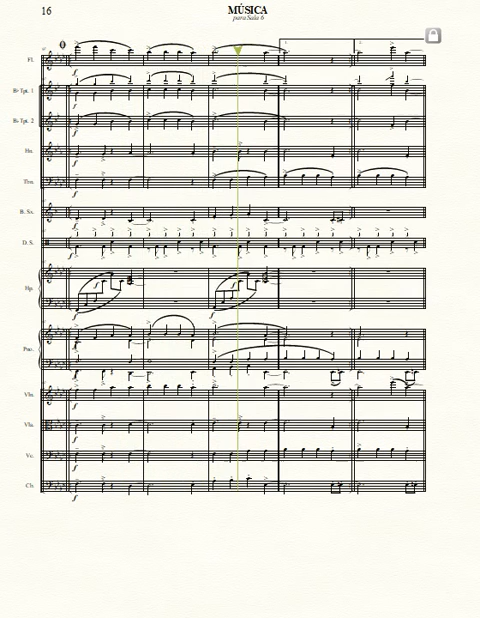 16
MÚSICA
para Sala 6
Fl.
B♭ Tpt. 1
B♭ Tpt. 2
Hn.
Tbn.
B. Sx.
D. S.
Hp.
Pno.
Vln.
Vla.
Vc.
Cb.